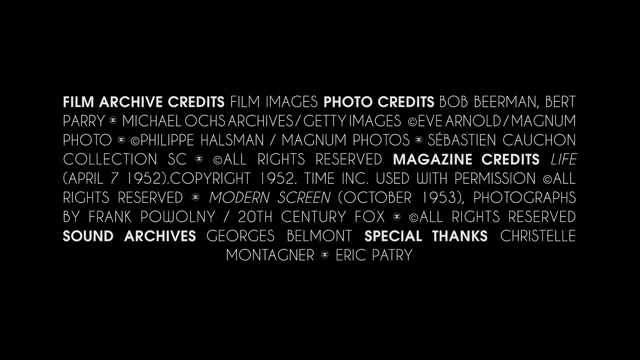 FILM ARCHIVE CREDITS FILM IMAGES PHOTO CREDITS BOB BEERMAN, BERT
PARRY * MICHAEL OCHS ARCHIVES / GETTY IMAGES ©EVE ARNOLD / MAGNUM
PHOTO * ©PHILIPPE HALSMAN / MAGNUM PHOTOS * SÉBASTIEN CAUCHON
COLLECTION SC * ©ALL RIGHTS RESERVED MAGAZINE CREDITS LIFE
(APRIL 7 1952).COPYRIGHT 1952. TIME INC. USED WITH PERMISSION ©ALL
RIGHTS RESERVED * MODERN SCREEN (OCTOBER 1953), PHOTOGRAPHS
BY FRANK POWOLNY / 20TH CENTURY FOX * ©ALL RIGHTS RESERVED
SOUND ARCHIVES GEORGES BELMONT SPECIAL THANKS CHRISTELLE
MONTAGNER * ERIC PATRY